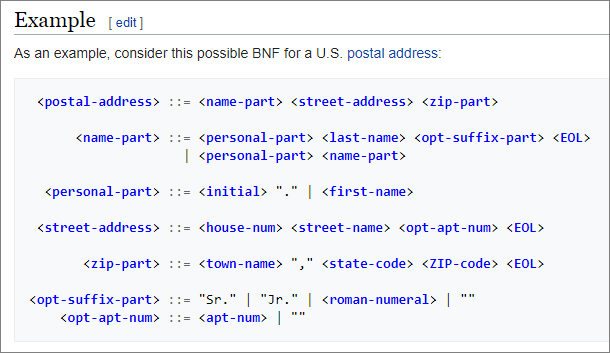 Example [ edit ]
As an example, consider this possible BNF for a U.S. postal address:
<postal-address> ::= <name-part> <street-address> <zip-part>
<name-part> ::= <personal-part> <last-name> <opt-suffix-part> <EOL>
| <personal-part> <name-part>
<personal-part> ::= <initial> "." | <first-name>
<street-address> ::= <house-num> <street-name> <opt-apt-num> <EOL>
<zip-part> ::= <town-name> "," <state-code> <ZIP-code> <EOL>
<opt-suffix-part> ::= "Sr." | "Jr." | <roman-numeral> | ""
<opt-apt-num> ::= <apt-num> | ""